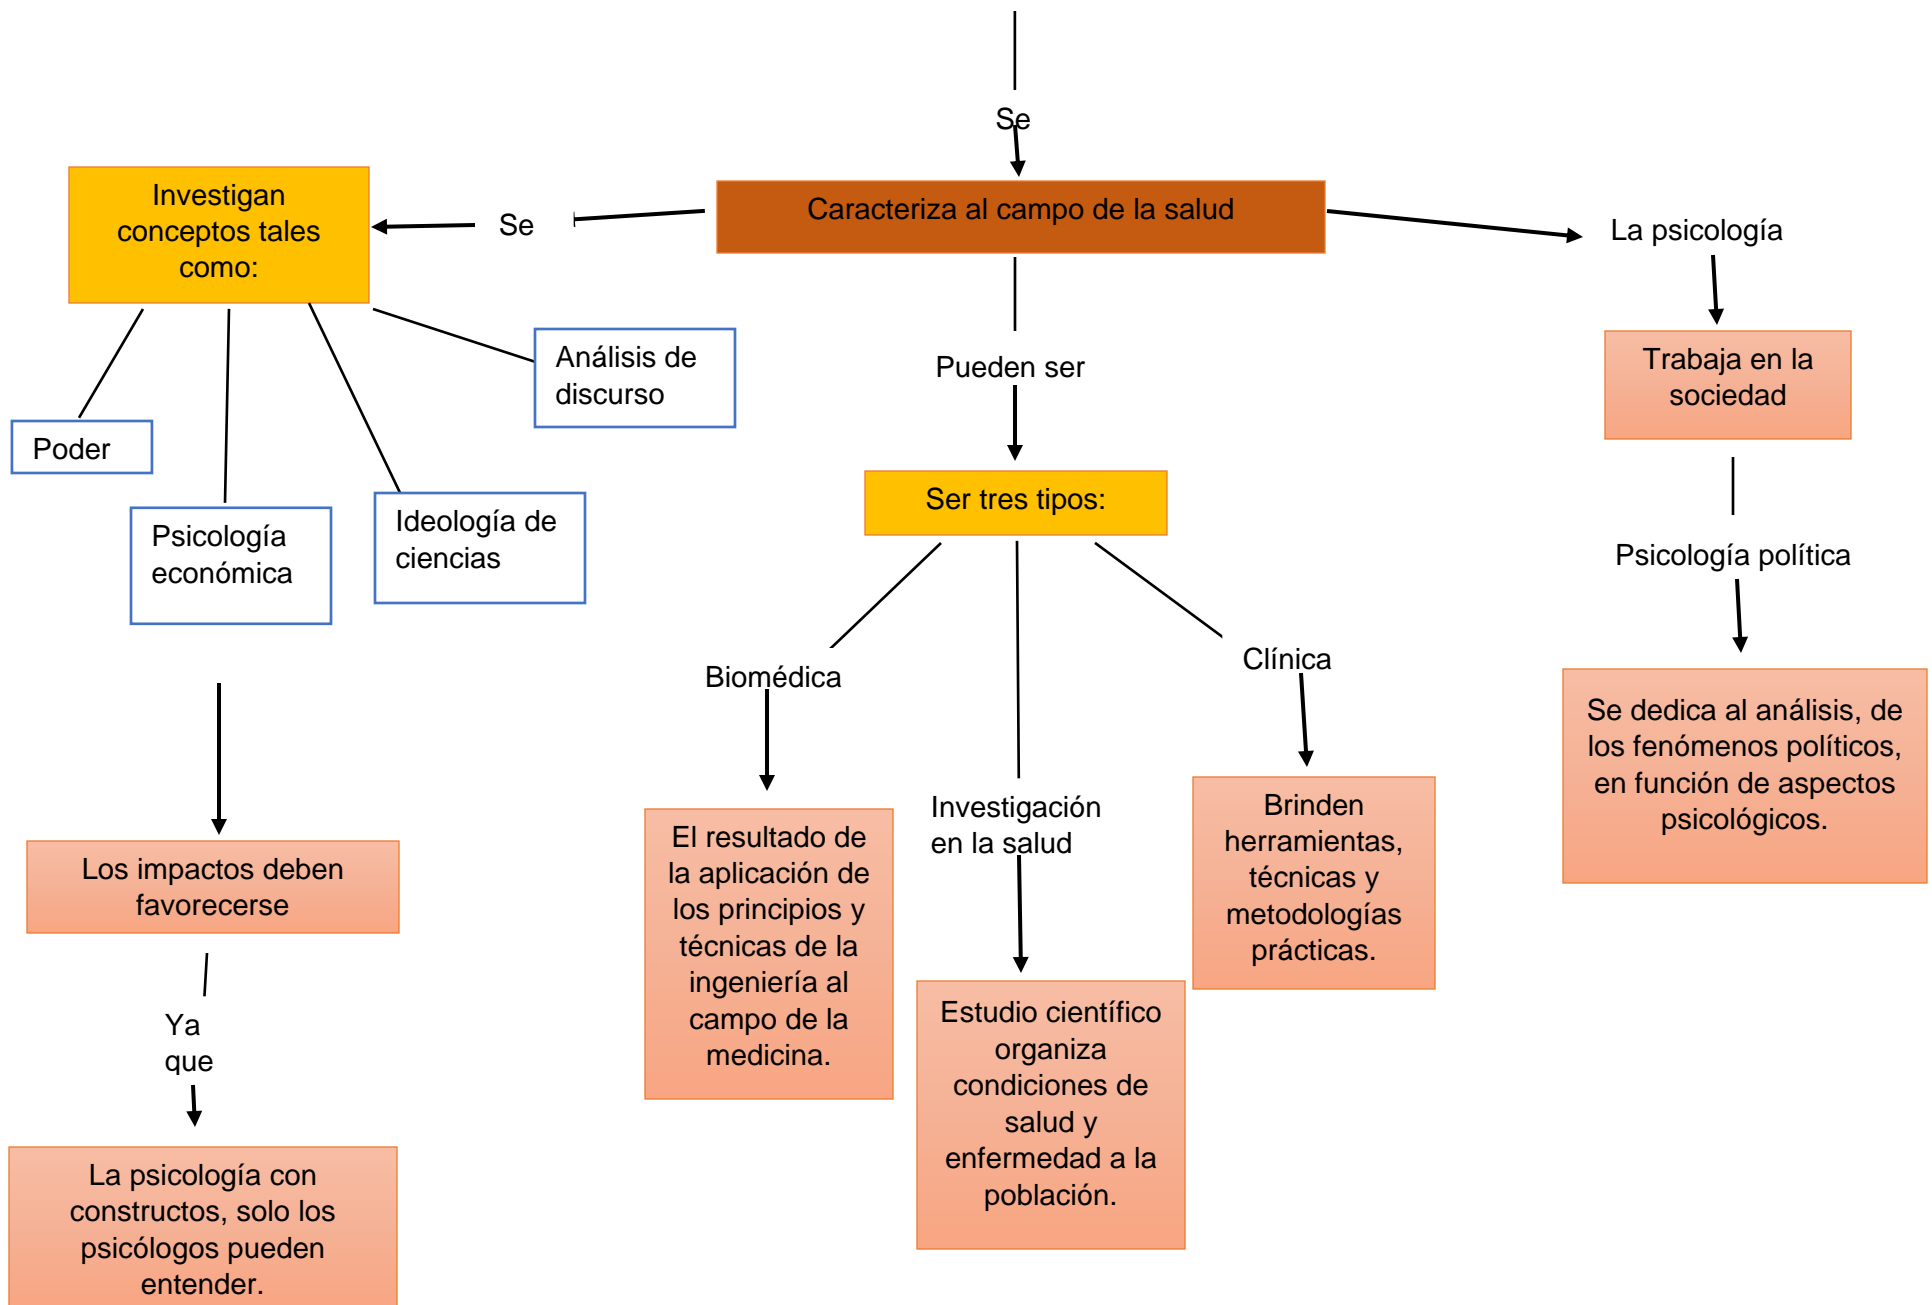 Se
Caracteriza al campo de la salud
Se
Investigan
conceptos tales
como:
Poder
Psicología
económica
Ideología de
ciencias
Análisis de
discurso
Los impactos deben
favorecerse
Ya
que
La psicología con
constructos, solo los
psicólogos pueden
entender.
Pueden ser
Ser tres tipos:
Biomédica
El resultado de
la aplicación de
los principios y
técnicas de la
ingeniería al
campo de la
medicina.
Investigación
en la salud
Estudio científico
organiza
condiciones de
salud y
enfermedad a la
población.
Clínica
Brinden
herramientas,
técnicas y
metodologías
prácticas.
La psicología
Trabaja en la
sociedad
Psicología política
Se dedica al análisis, de
los fenómenos políticos,
en función de aspectos
psicológicos.